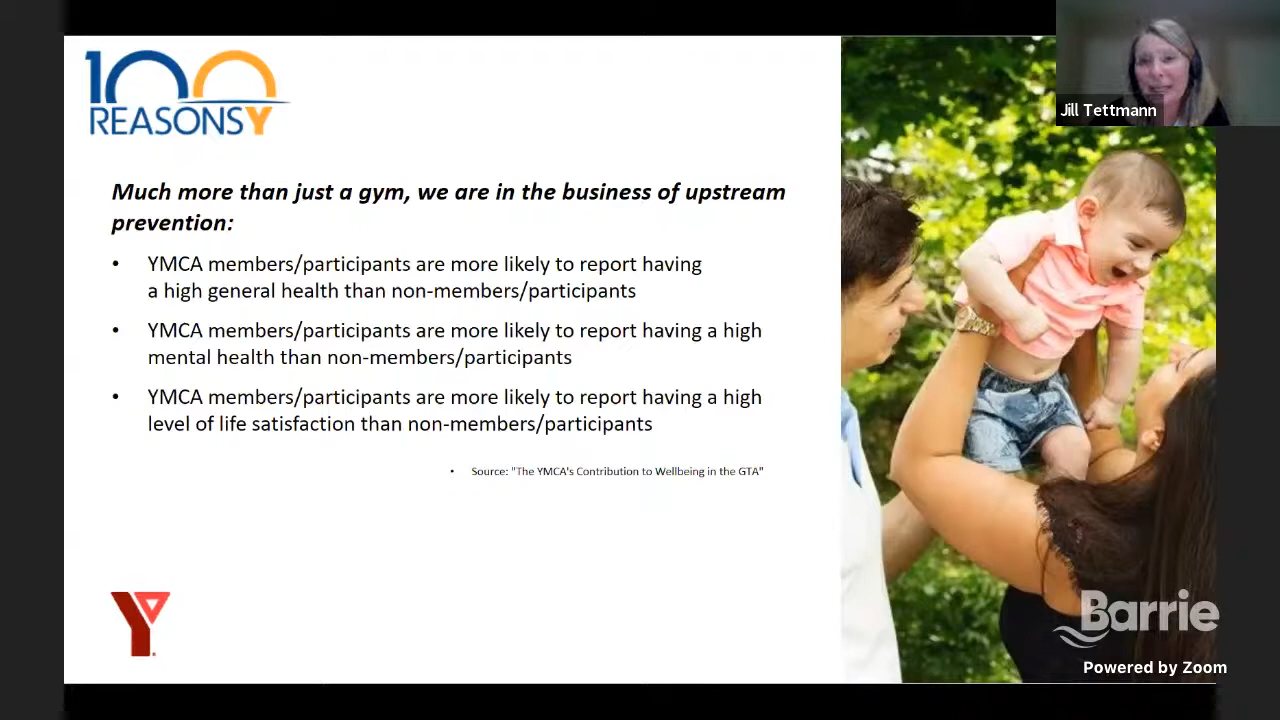 100
REASONSY
Jill Tettmann
Much more than just a gym, we are in the business of upstream
prevention:
• YMCA members/participants are more likely to report having
a high general health than non-members/participants
• YMCA members/participants are more likely to report having a high
mental health than non-members/participants
• YMCA members/participants are more likely to report having a high
level of life satisfaction than non-members/participants
• Source: "The YMCA's Contribution to Wellbeing in the GTA"
Y
Barrie
Powered by Zoom